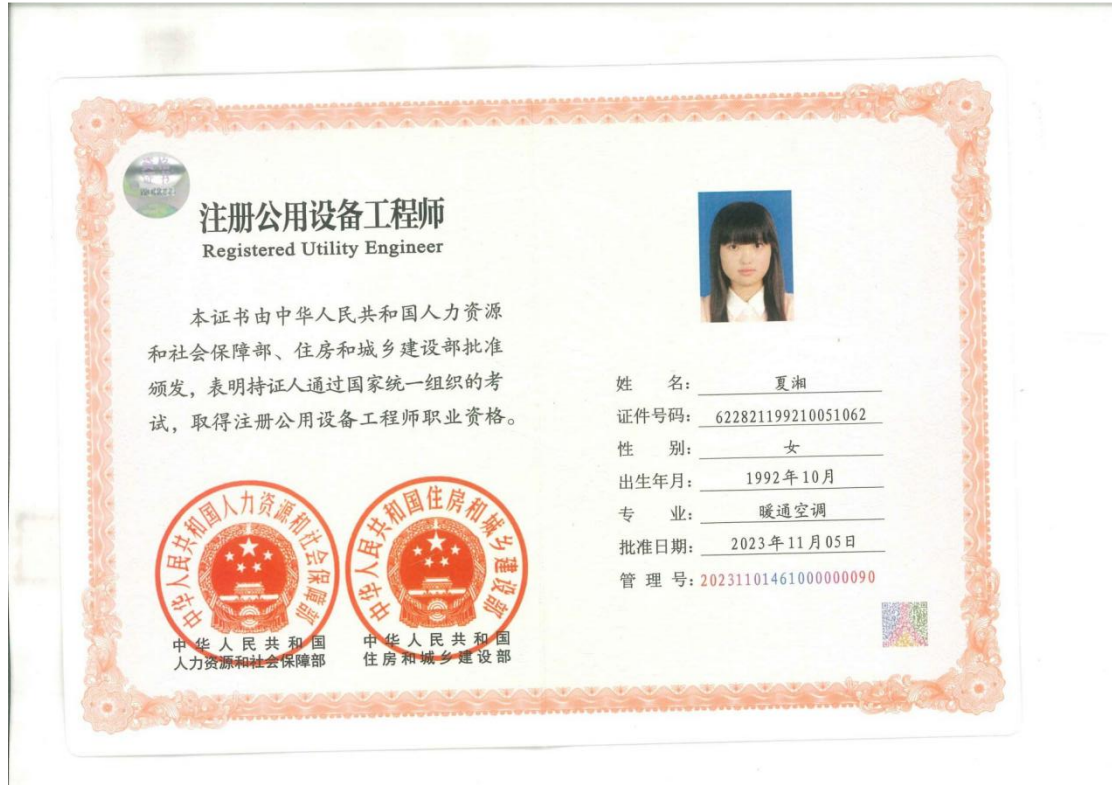 注册公用设备工程师
Registered Utility Engineer
本证书由中华人民共和国人力资源
和社会保障部、住房和城乡建设部批准
颁发，表明持证人通过国家统一组织的考
试，取得注册公用设备工程师职业资格。
中华人民共和国人力资源和社会保障部
中华人民共和国
人力资源和社会保障部
中华人民共和国住房和城乡建设部
中华人民共和国
住房和城乡建设部
姓 名：夏湘
证件号码：622821199210051062
性 别：女
出生年月：1992年10月
专 业：暖通空调
批准日期：2023年11月05日
管 理 号：20231101461000000090